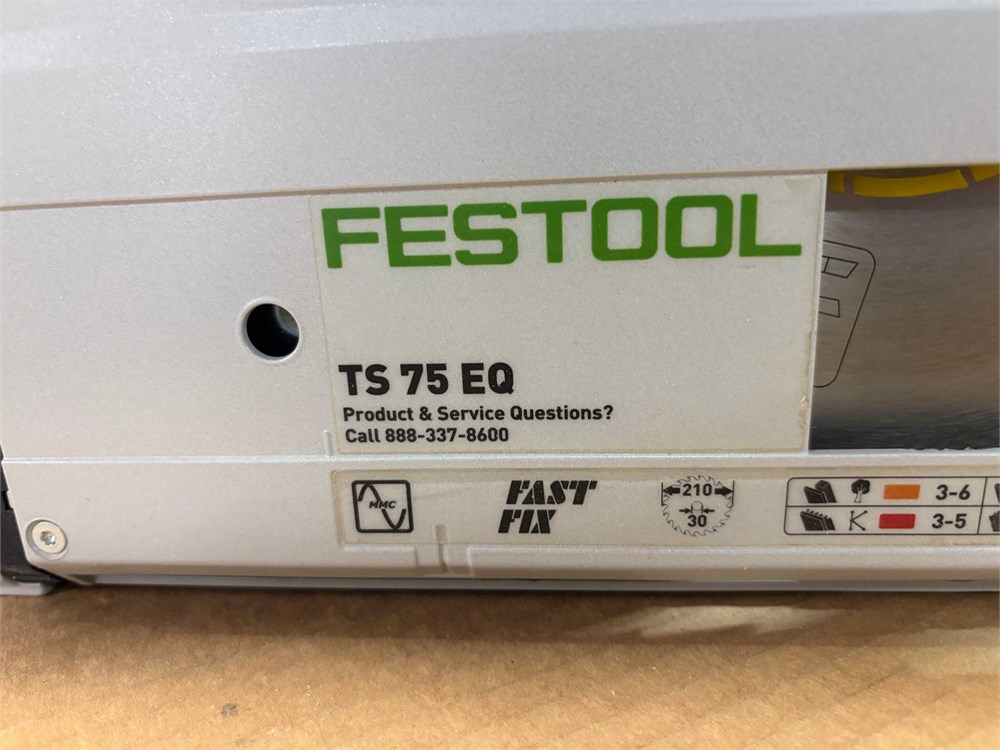 FESTOOL
TS 75 EQ
Product & Service Questions?
Call 888-337-8600
MMC
FAST
FIX
210
30
3-6
K 3-5